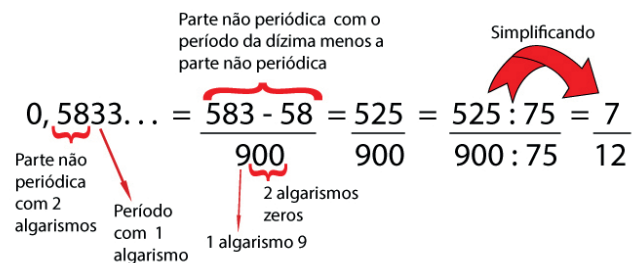 Parte não periódica com o
período da dízima menos a
parte não periódica
Simplificando
0,5833... = 583 - 58 = 525 = 525 : 75 = 7
900 900 900 : 75 12
Parte não
periódica
com 2
algarismos
Período
com 1
algarismo
2 algarismos
zeros
1 algarismo 9